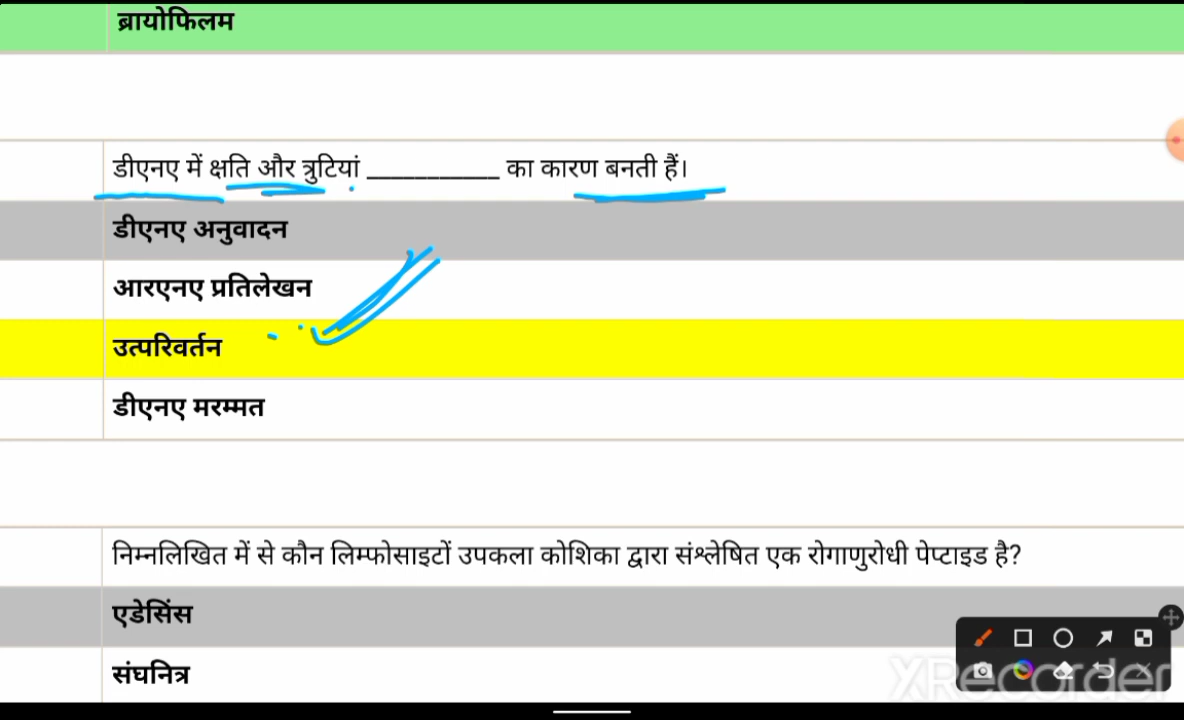 ब्रायोफिलम
डीएनए में क्षति और त्रुटियां ___________ का कारण बनती हैं।
डीएनए अनुवादन
आरएनए प्रतिलेखन
उत्परिवर्तन
डीएनए मरम्मत
निम्नलिखित में से कौन लिम्फोसाइटों उपकला कोशिका द्वारा संश्लेषित एक रोगाणुरोधी पेप्टाइड है?
एडेसिंस
संघनित्र
XRecorder